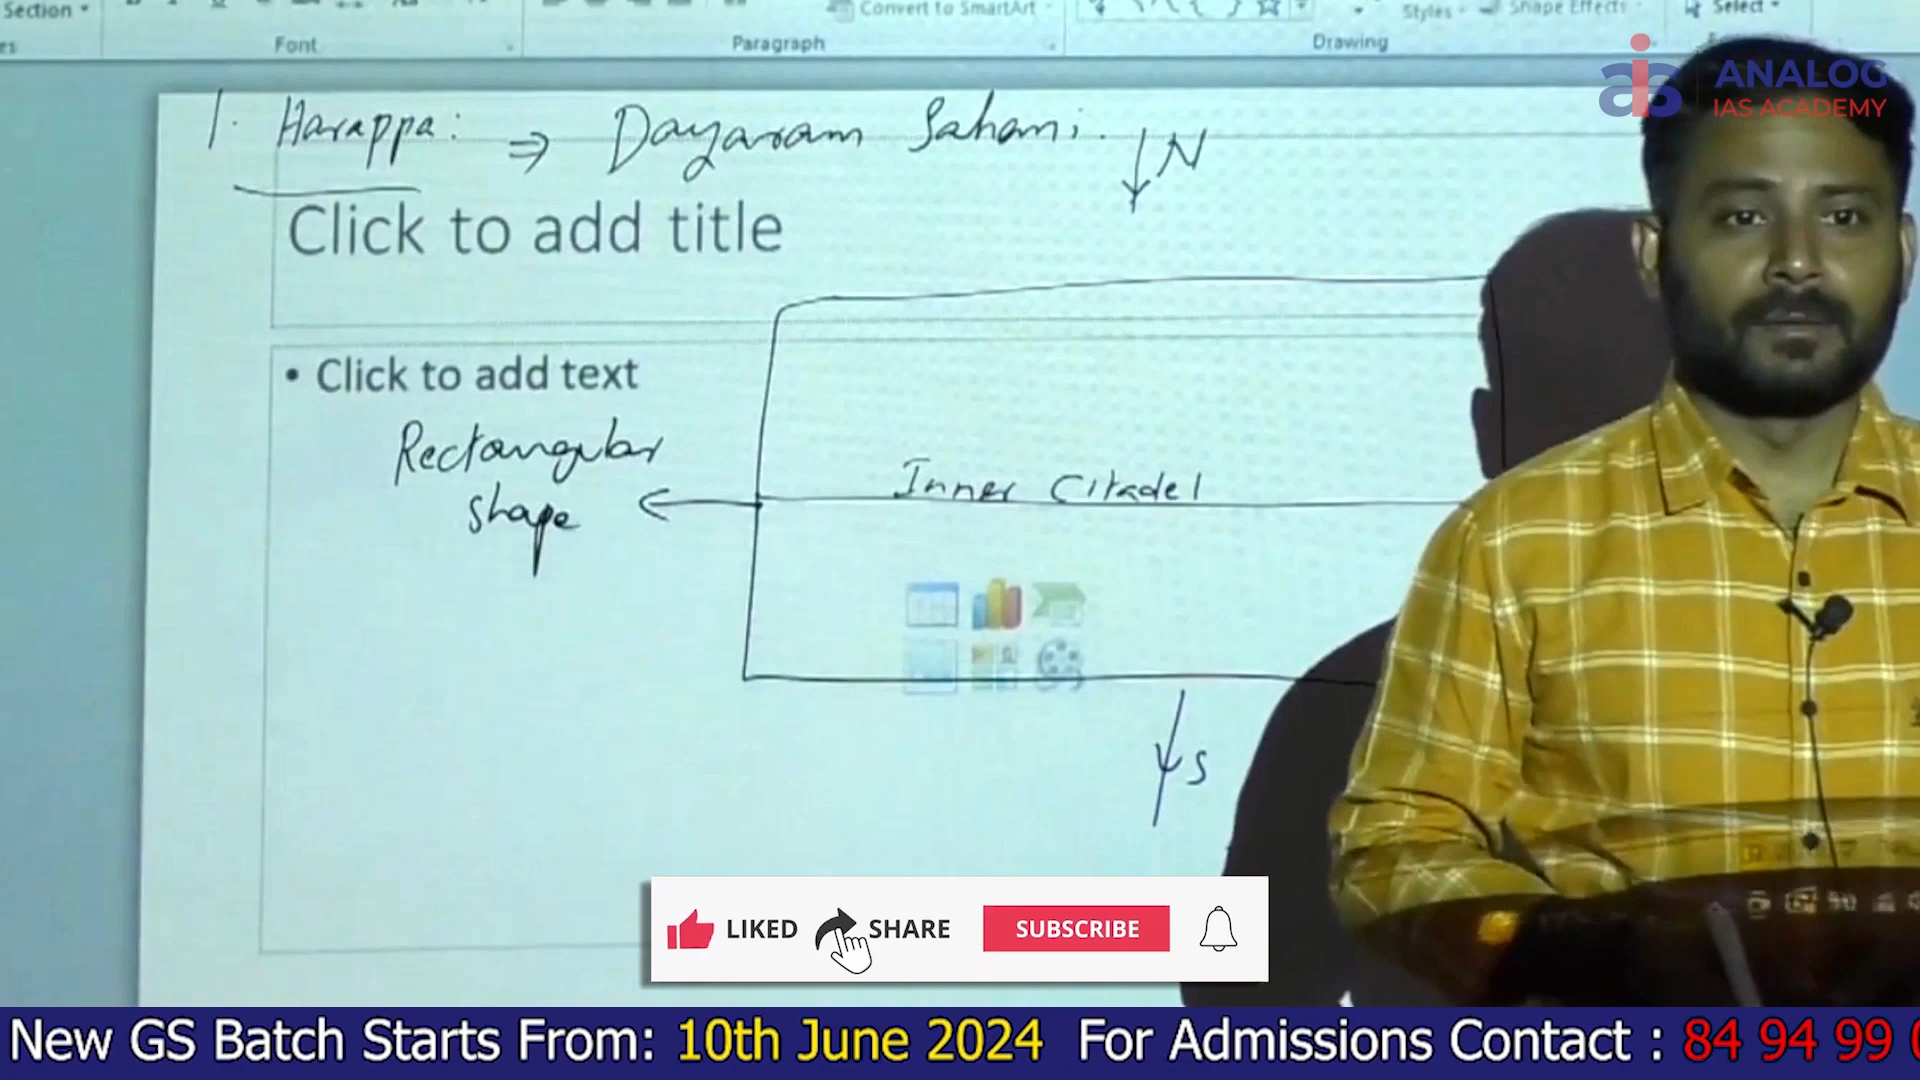 Section
Convert to SmartArt
Styles
Shape Effects
Select
Font
Paragraph
Drawing
ANALOG
IAS ACADEMY
1. Harappa: ⇒ Dayaram Sahani.
N
Click to add title
• Click to add text
Rectangular
shape
Inner Citadel
S
LIKED SHARE SUBSCRIBE
New GS Batch Starts From: 10th June 2024 For Admissions Contact : 84 94 99